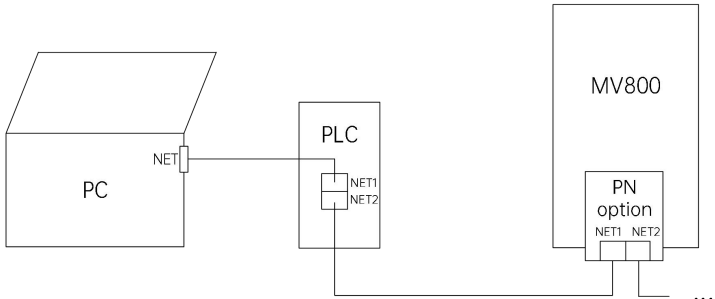 MV800
PLC
NET
PC
NET1
NET2
PN
option
NET1 NET2
...